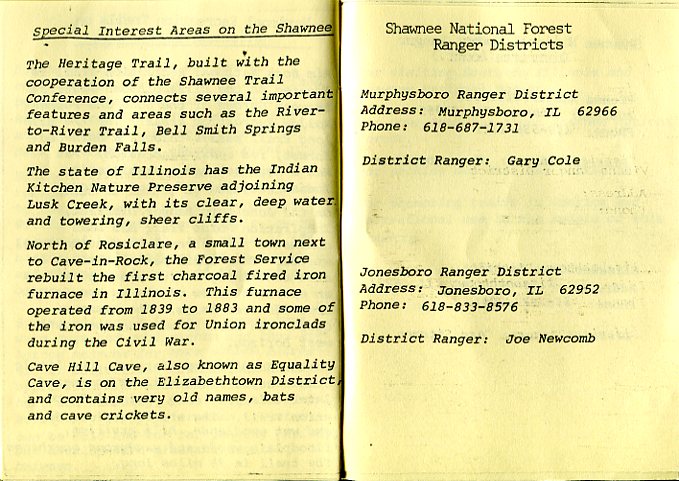 Special Interest Areas on the Shawnee
The Heritage Trail, built with the
cooperation of the Shawnee Trail
Conference, connects several important
features and areas such as the River-
to-River Trail, Bell Smith Springs
and Burden Falls.
The state of Illinois has the Indian
Kitchen Nature Preserve adjoining
Lusk Creek, with its clear, deep water
and towering, sheer cliffs.
North of Rosiclare, a small town next
to Cave-in-Rock, the Forest Service
rebuilt the first charcoal fired iron
furnace in Illinois. This furnace
operated from 1839 to 1883 and some of
the iron was used for Union ironclads
during the Civil War.
Cave Hill Cave, also known as Equality
Cave, is on the Elizabethtown District,
and contains very old names, bats
and cave crickets.
Shawnee National Forest
Ranger Districts
Murphysboro Ranger District
Address: Murphysboro, IL 62966
Phone: 618-687-1731
District Ranger: Gary Cole
Jonesboro Ranger District
Address: Jonesboro, IL 62952
Phone: 618-833-8576
District Ranger: Joe Newcomb